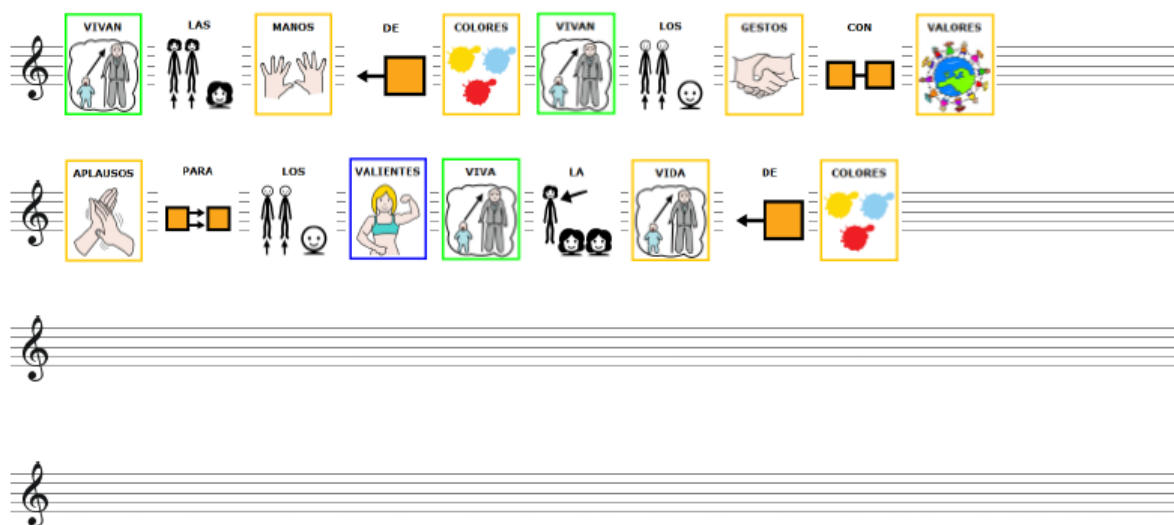 VIVAN LAS MANOS DE COLORES VIVAN LOS GESTOS CON VALORES
APLAUSOS PARA LOS VALIENTES VIVA LA VIDA DE COLORES